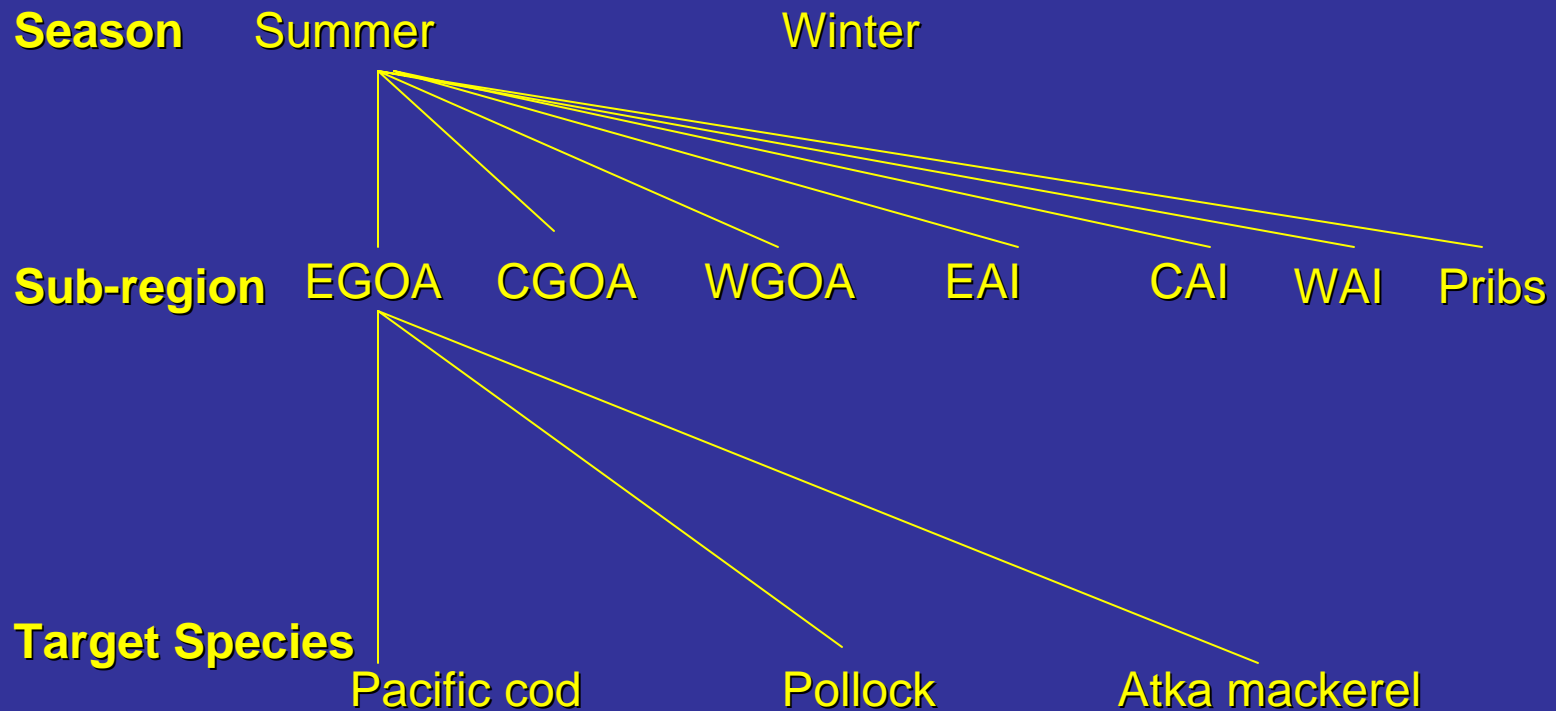 Season Summer Winter
Sub-region EGOA CGOA WGOA EAI CAI WAI Pribs
Target Species
Pacific cod Pollock Atka mackerel